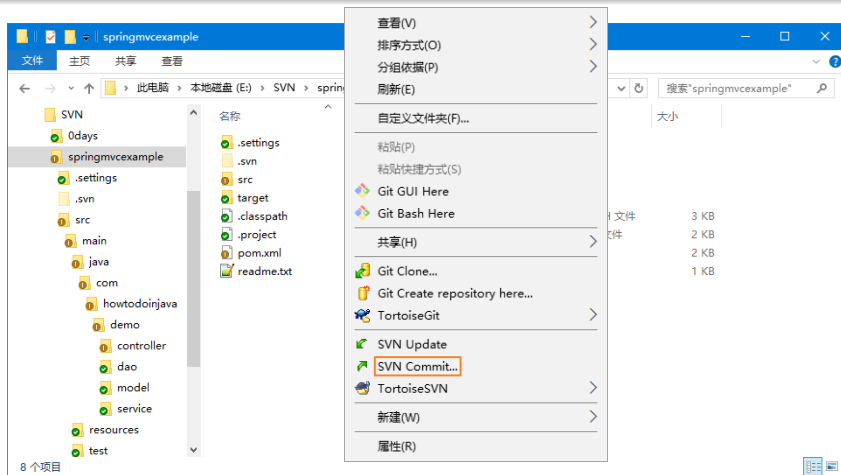 springmvcexample
文件 主页 共享 查看
此电脑 › 本地磁盘 (E:) › SVN ›
搜索"springmvcexample"
SVN
0days
springmvcexample
.settings
.svn
src
main
java
com
howtodoinjava
demo
controller
dao
model
service
resources
test
名称
大小
.settings
.svn
src
target
.classpath
.project
pom.xml
readme.txt
文件 3 KB
文件 2 KB
2 KB
1 KB
查看(V)
排序方式(O)
分组依据(P)
刷新(E)
自定义文件夹(F)...
粘贴(P)
粘贴快捷方式(S)
Git GUI Here
Git Bash Here
共享(H)
Git Clone...
Git Create repository here...
TortoiseGit
SVN Update
SVN Commit...
TortoiseSVN
新建(W)
属性(R)
8 个项目